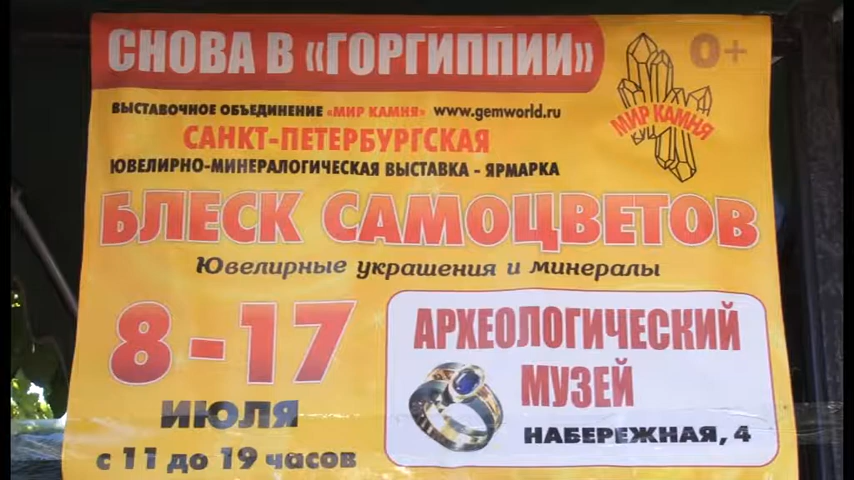 СНОВА В «ГОРГИППИИ»
0+
ВЫСТАВОЧНОЕ ОБЪЕДИНЕНИЕ «МИР КАМНЯ» www.gemworld.ru
МИР КАМНЯ
КУЦ
САНКТ-ПЕТЕРБУРГСКАЯ
ЮВЕЛИРНО-МИНЕРАЛОГИЧЕСКАЯ ВЫСТАВКА - ЯРМАРКА
БЛЕСК САМОЦВЕТОВ
Ювелирные украшения и минералы
8-17
ИЮЛЯ
с 11 до 19 часов
АРХЕОЛОГИЧЕСКИЙ
МУЗЕЙ
НАБЕРЕЖНАЯ, 4